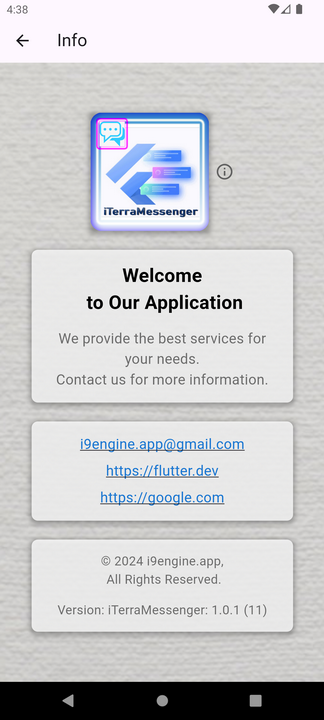 4:38
Info
iTerraMessenger
Welcome
to Our Application
We provide the best services for
your needs.
Contact us for more information.
i9engine.app@gmail.com
https://flutter.dev
https://google.com
© 2024 i9engine.app,
All Rights Reserved.
Version: iTerraMessenger: 1.0.1 (11)